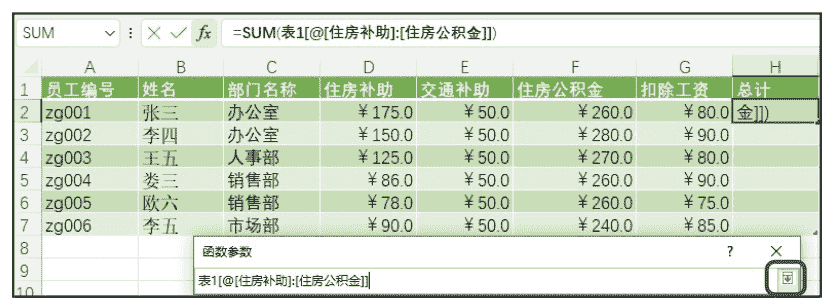 SUM fx =SUM(表1[@[住房补助]:[住房公积金]])
A B C D E F G H
1 员工编号 姓名 部门名称 住房补助 交通补助 住房公积金 扣除工资 总计
2 zg001 张三 办公室 ￥175.0 ￥50.0 ￥260.0 ￥80.0 金]])
3 zg002 李四 办公室 ￥150.0 ￥50.0 ￥280.0 ￥90.0
4 zg003 王五 人事部 ￥125.0 ￥50.0 ￥270.0 ￥80.0
5 zg004 娄三 销售部 ￥86.0 ￥50.0 ￥260.0 ￥90.0
6 zg005 欧六 销售部 ￥78.0 ￥50.0 ￥260.0 ￥75.0
7 zg006 李五 市场部 ￥90.0 ￥50.0 ￥240.0 ￥85.0
8
函数参数 ? ×
9
表1[@[住房补助]:[住房公积金]]
10